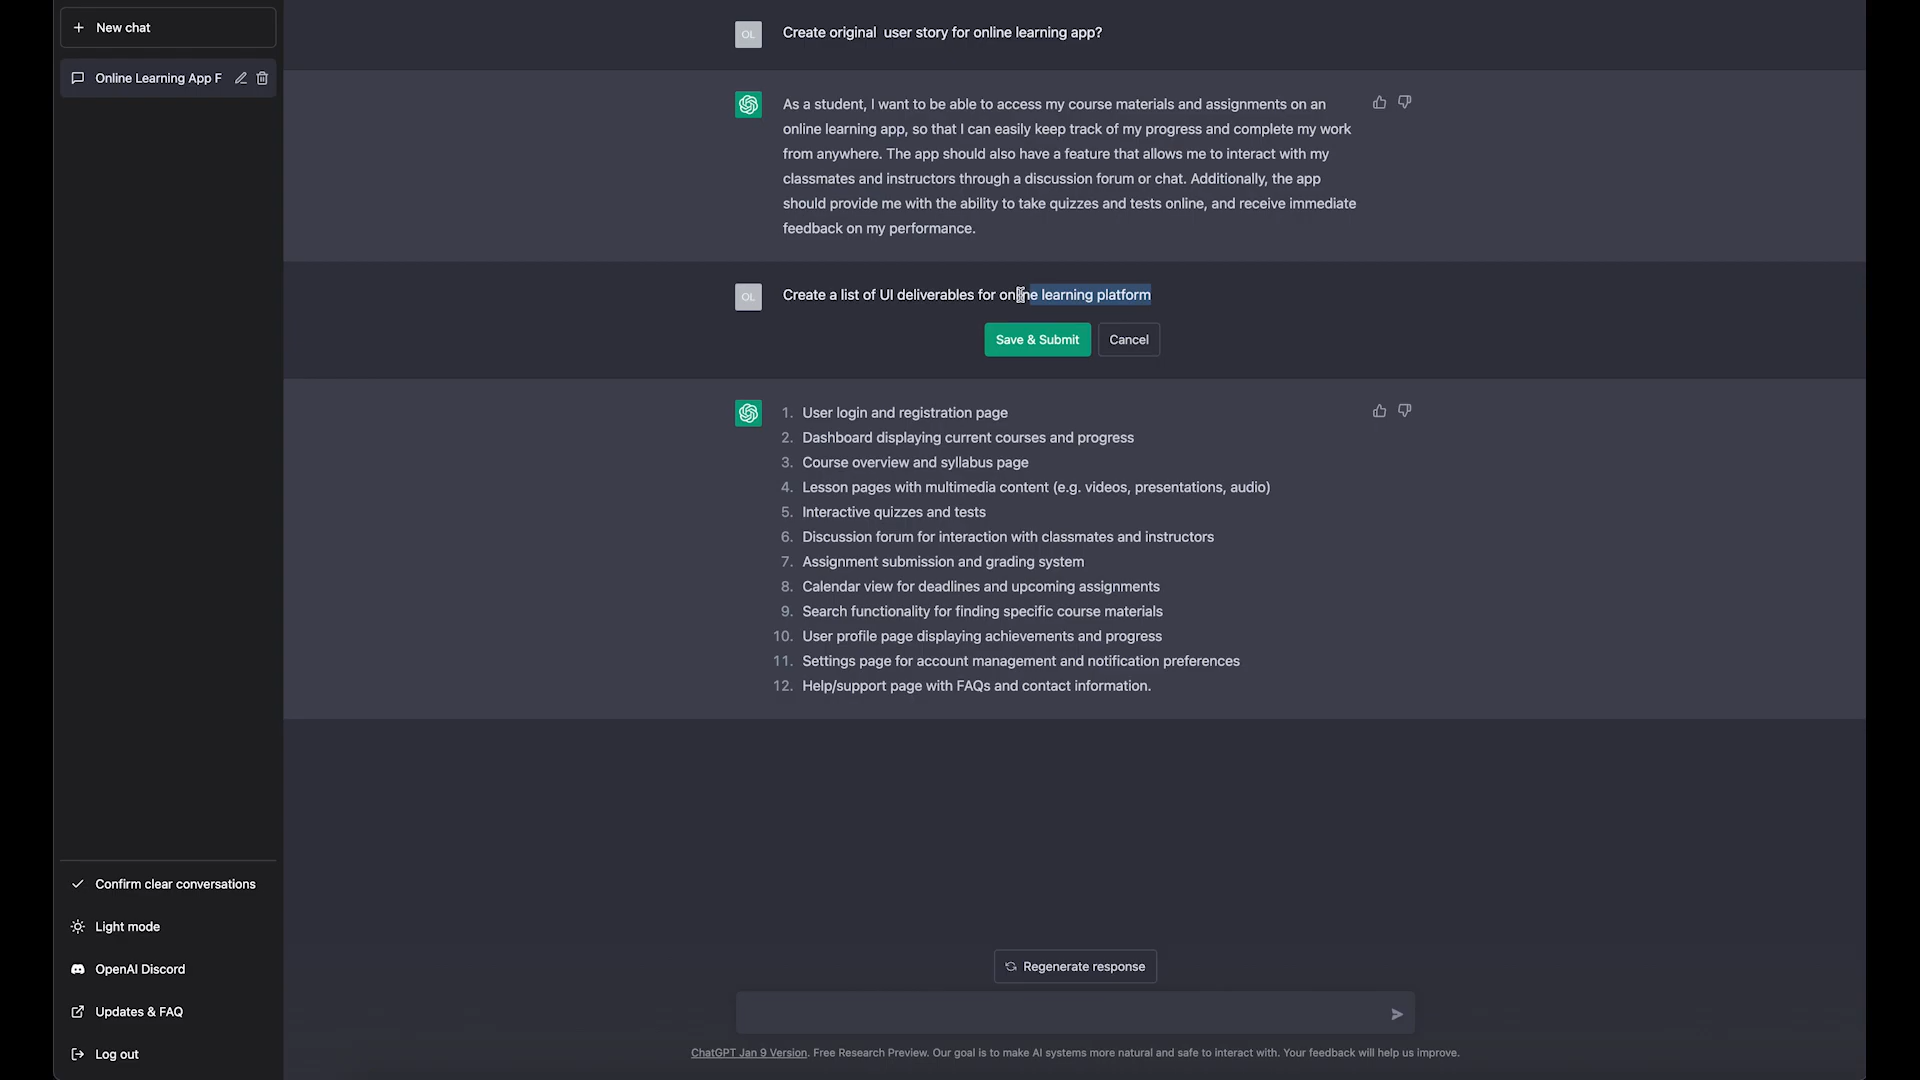 New chat
Online Learning App F
Confirm clear conversations
Light mode
OpenAI Discord
Updates & FAQ
Log out
OL
Create original  user story for online learning app?
As a student, I want to be able to access my course materials and assignments on an
online learning app, so that I can easily keep track of my progress and complete my work
from anywhere. The app should also have a feature that allows me to interact with my
classmates and instructors through a discussion forum or chat. Additionally, the app
should provide me with the ability to take quizzes and tests online, and receive immediate
feedback on my performance.
OL
Create a list of UI deliverables for online learning platform
Save & Submit
Cancel
1. User login and registration page
2. Dashboard displaying current courses and progress
3. Course overview and syllabus page
4. Lesson pages with multimedia content (e.g. videos, presentations, audio)
5. Interactive quizzes and tests
6. Discussion forum for interaction with classmates and instructors
7. Assignment submission and grading system
8. Calendar view for deadlines and upcoming assignments
9. Search functionality for finding specific course materials
10. User profile page displaying achievements and progress
11. Settings page for account management and notification preferences
12. Help/support page with FAQs and contact information.
Regenerate response
ChatGPT Jan 9 Version. Free Research Preview. Our goal is to make AI systems more natural and safe to interact with. Your feedback will help us improve.